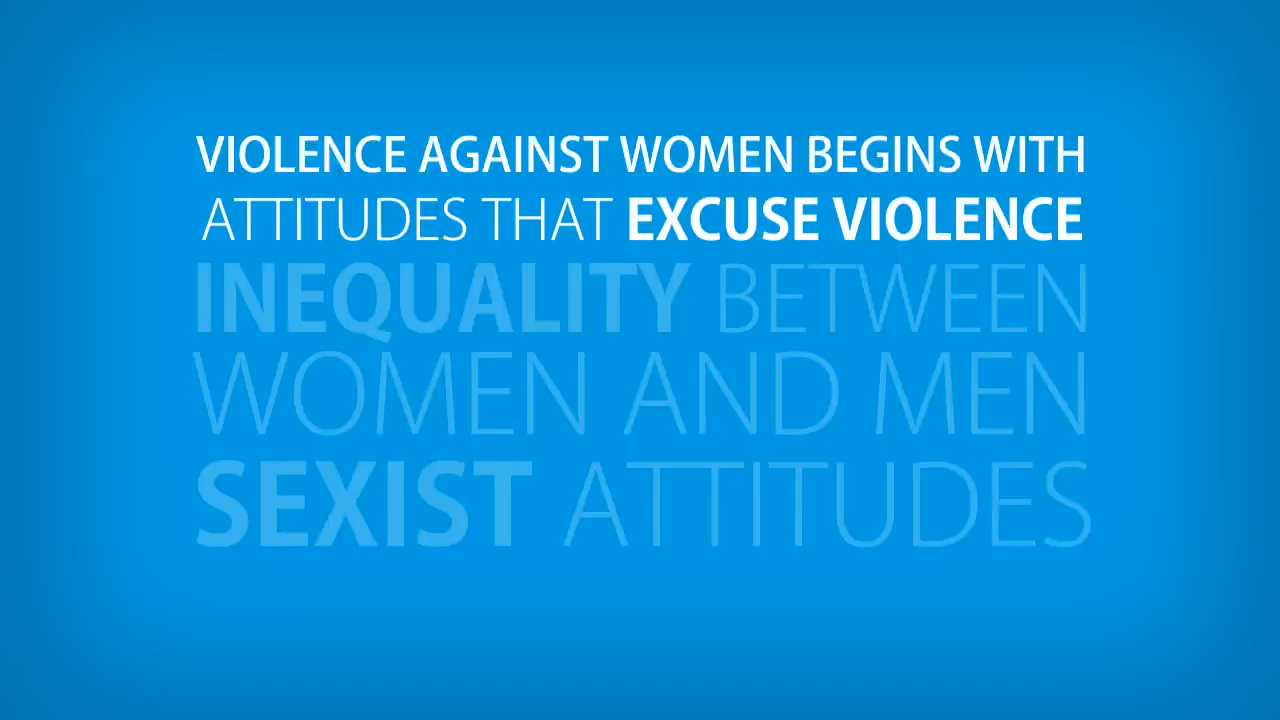 VIOLENCE AGAINST WOMEN BEGINS WITH
ATTITUDES THAT EXCUSE VIOLENCE
INEQUALITY BETWEEN
WOMEN AND MEN
SEXIST ATTITUDES